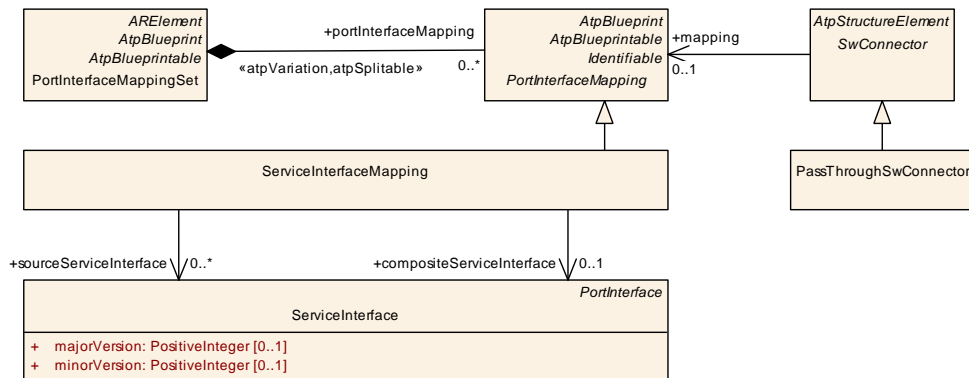 ARElement
AtpBlueprint
AtpBlueprintable
PortInterfaceMappingSet
+portInterfaceMapping
«atpVariation,atpSplitable»
0..*
AtpBlueprint
AtpBlueprintable
Identifiable
PortInterfaceMapping
+mapping
0..1
AtpStructureElement
SwConnector
ServiceInterfaceMapping
PassThroughSwConnector
+sourceServiceInterface
0..*
+compositeServiceInterface
0..1
PortInterface
ServiceInterface
+ majorVersion: PositiveInteger [0..1]
+ minorVersion: PositiveInteger [0..1]